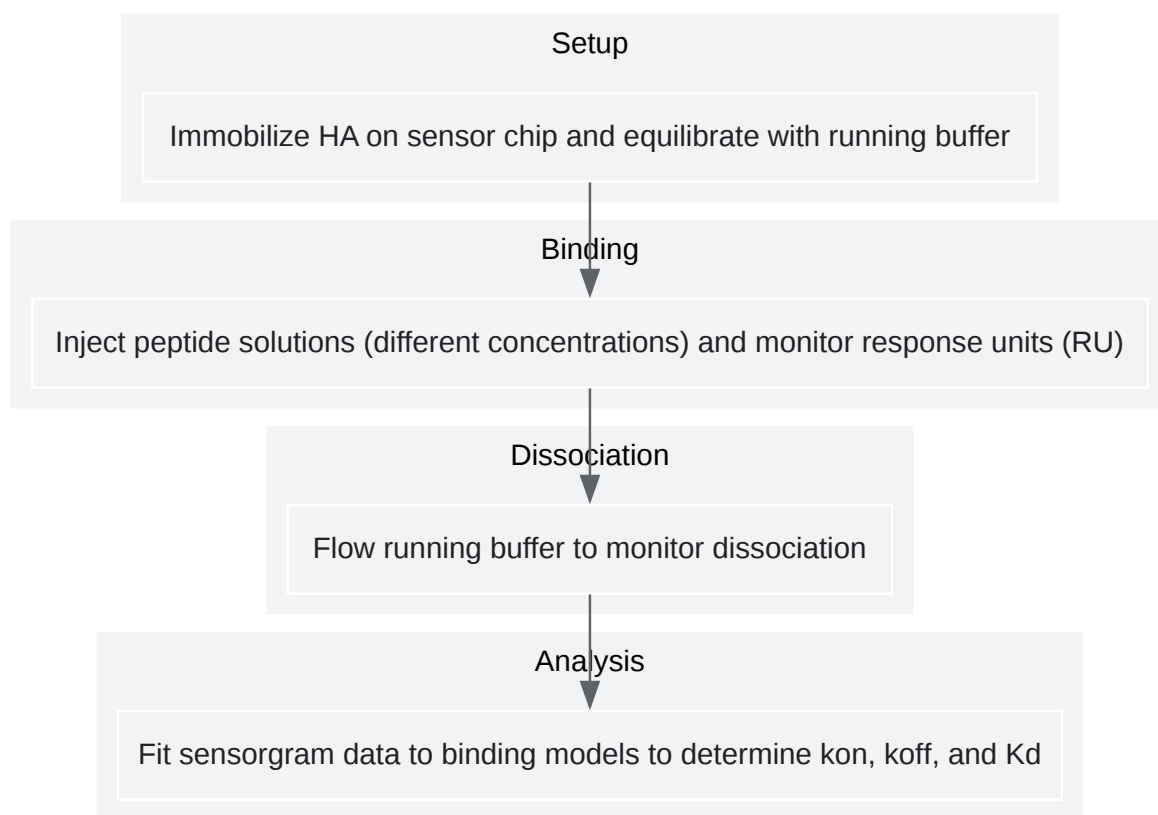 Setup
Immobilize HA on sensor chip and equilibrate with running buffer
Binding
Inject peptide solutions (different concentrations) and monitor response units (RU)
Dissociation
Flow running buffer to monitor dissociation
Analysis
Fit sensorgram data to binding models to determine kon, koff, and Kd